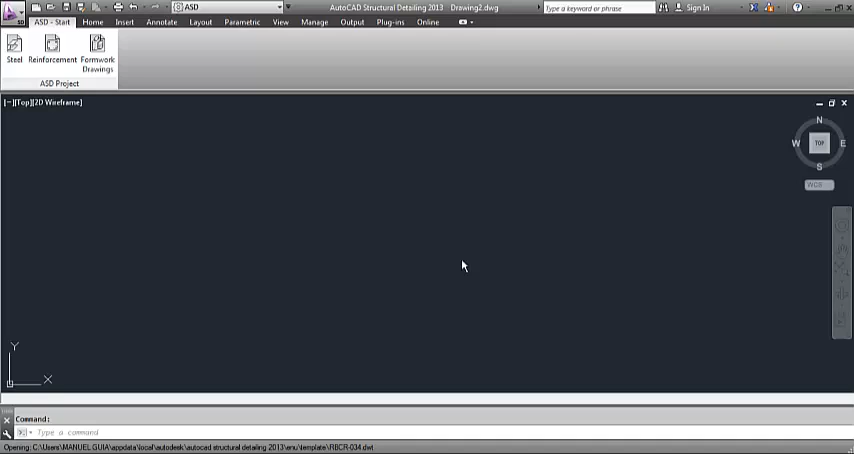 ASD
AutoCAD Structural Detailing 2013 Drawing2.dwg
Type a keyword or phrase
Sign In
SD
ASD - Start Home Insert Annotate Layout Parametric View Manage Output Plug-ins Online
Steel Reinforcement Formwork
Drawings
ASD Project
[−][Top][2D Wireframe]
N
W TOP E
S
WCS
Y
X
Command:
Type a command
Opening: C:\Users\MANUEL GUIA\appdata\local\autodesk\autocad structural detailing 2013\enu\template\RBCR-034.dwt